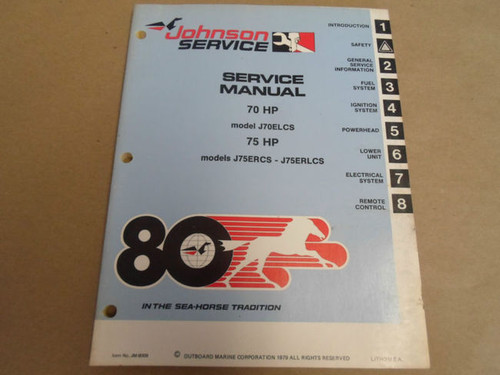 Johnson
SERVICE
SERVICE
MANUAL
70 HP
model J70ELCS
75 HP
models J75ERCS - J75ERLCS
80
IN THE SEA-HORSE TRADITION
© OUTBOARD MARINE CORPORATION 1979 ALL RIGHTS RESERVED
Item No.
INTRODUCTION
1
SAFETY
GENERAL
SERVICE
INFORMATION
2
FUEL
SYSTEM
3
IGNITION
SYSTEM
4
POWERHEAD
5
LOWER
UNIT
6
ELECTRICAL
SYSTEM
7
REMOTE
CONTROL
8